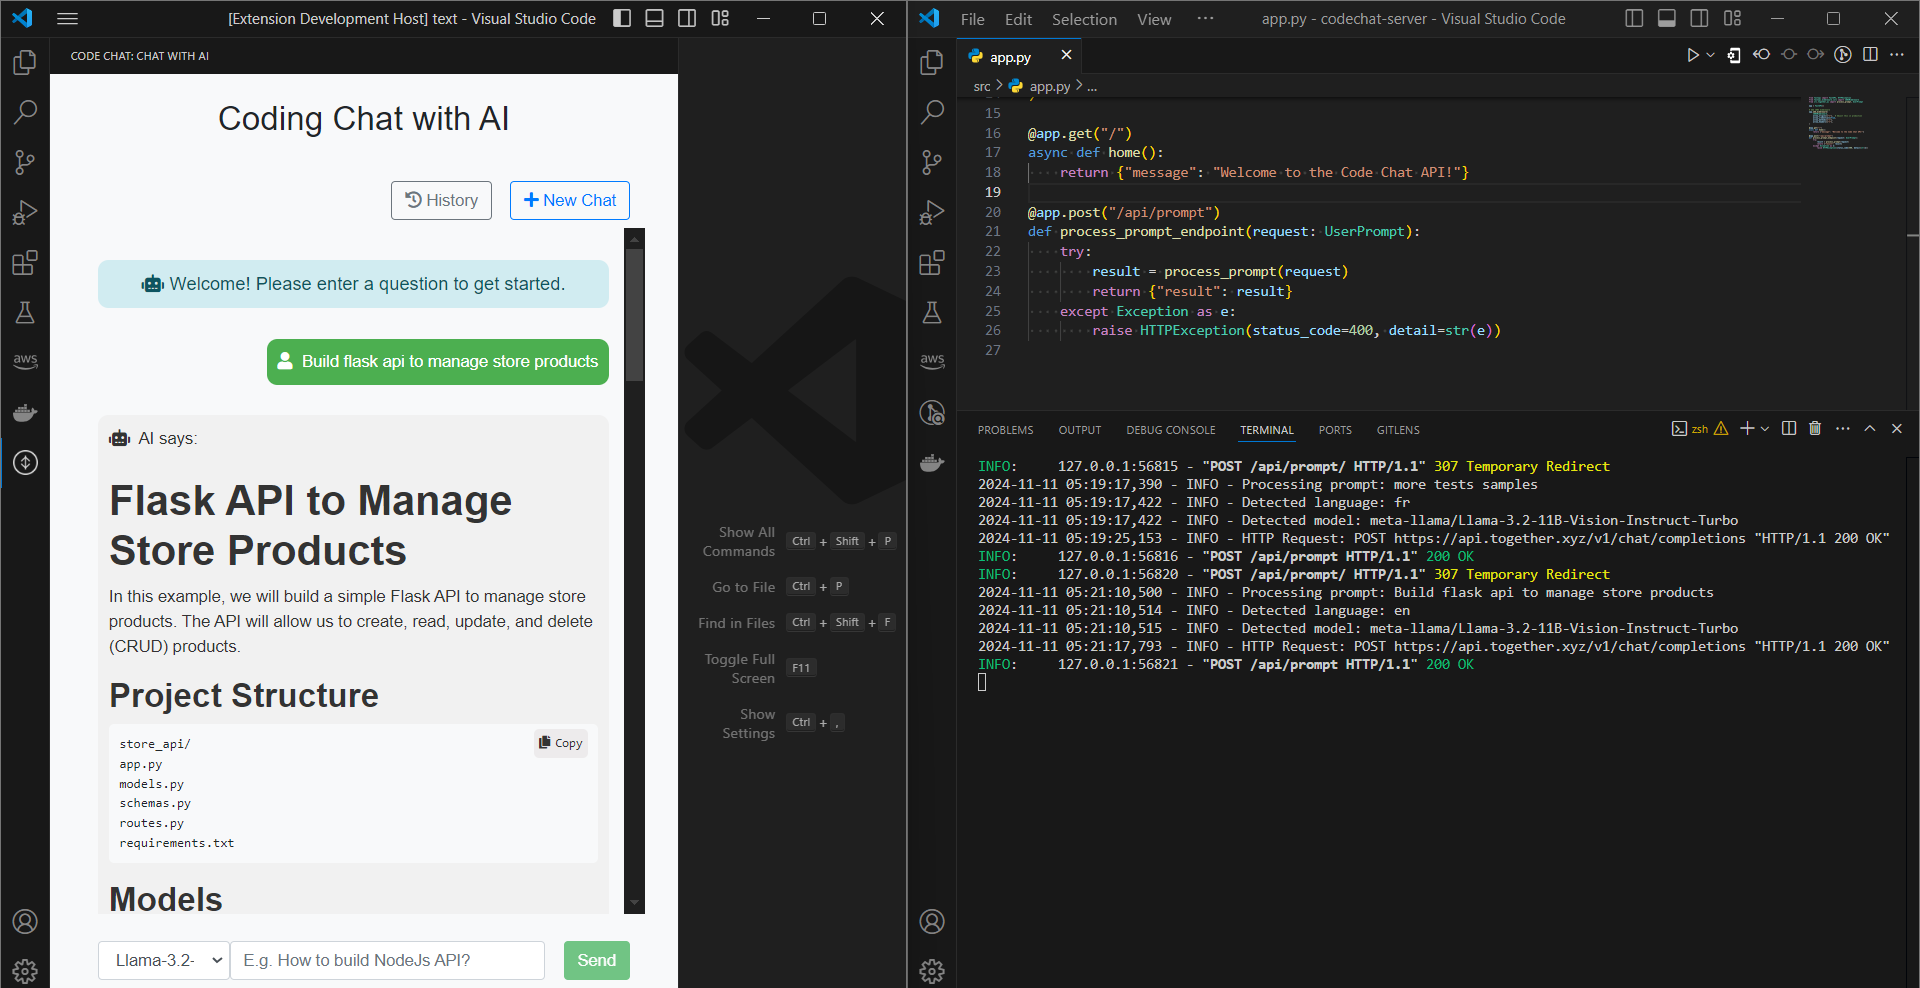 [Extension Development Host] text - Visual Studio Code
CODE CHAT: CHAT WITH AI
Coding Chat with AI
History
New Chat
Welcome! Please enter a question to get started.
Build flask api to manage store products
AI says:
Flask API to Manage
Store Products
In this example, we will build a simple Flask API to manage store
products. The API will allow us to create, read, update, and delete
(CRUD) products.
Project Structure
Copy
store_api/
app.py
models.py
schemas.py
routes.py
requirements.txt
Models
Llama-3.2-
E.g. How to build NodeJs API?
Send
aws
Show All
Commands
Ctrl + Shift + P
Go to File
Ctrl + P
Find in Files
Ctrl + Shift + F
Toggle Full
Screen
F11
Show
Settings
Ctrl + ,
File Edit Selection View ···
app.py - codechat-server - Visual Studio Code
aws
app.py
src > app.py > ...
15
16 @app.get("/")
17 async def home():
18 return {"message": "Welcome to the Code Chat API!"}
19
20 @app.post("/api/prompt")
21 def process_prompt_endpoint(request: UserPrompt):
22 try:
23 result = process_prompt(request)
24 return {"result": result}
25 except Exception as e:
26 raise HTTPException(status_code=400, detail=str(e))
27
PROBLEMS OUTPUT DEBUG CONSOLE TERMINAL PORTS GITLENS
zsh
INFO: 127.0.0.1:56815 - "POST /api/prompt/ HTTP/1.1" 307 Temporary Redirect
2024-11-11 05:19:17,390 - INFO - Processing prompt: more tests samples
2024-11-11 05:19:17,422 - INFO - Detected language: fr
2024-11-11 05:19:17,422 - INFO - Detected model: meta-llama/Llama-3.2-11B-Vision-Instruct-Turbo
2024-11-11 05:19:25,153 - INFO - HTTP Request: POST https://api.together.xyz/v1/chat/completions "HTTP/1.1 200 OK"
INFO: 127.0.0.1:56816 - "POST /api/prompt HTTP/1.1" 200 OK
INFO: 127.0.0.1:56820 - "POST /api/prompt/ HTTP/1.1" 307 Temporary Redirect
2024-11-11 05:21:10,500 - INFO - Processing prompt: Build flask api to manage store products
2024-11-11 05:21:10,514 - INFO - Detected language: en
2024-11-11 05:21:10,515 - INFO - Detected model: meta-llama/Llama-3.2-11B-Vision-Instruct-Turbo
2024-11-11 05:21:17,793 - INFO - HTTP Request: POST https://api.together.xyz/v1/chat/completions "HTTP/1.1 200 OK"
INFO: 127.0.0.1:56821 - "POST /api/prompt HTTP/1.1" 200 OK